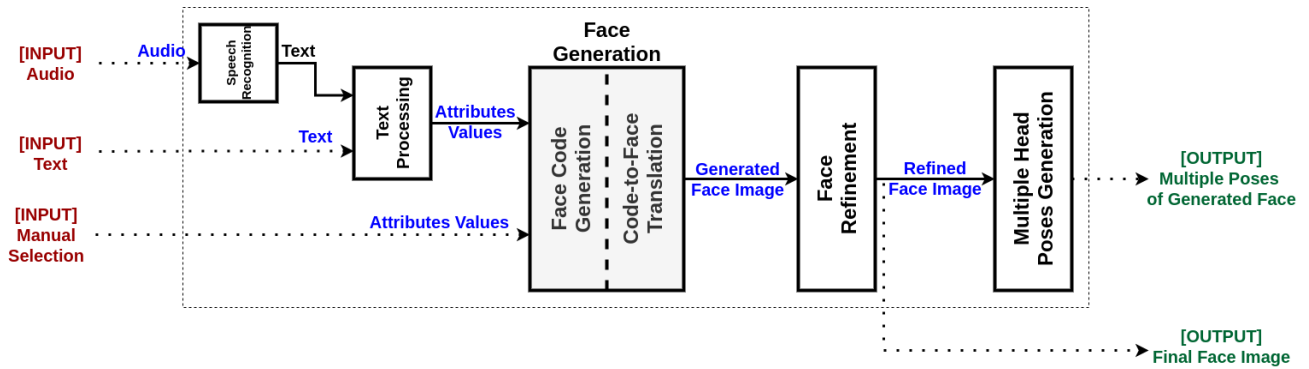 [INPUT]
Audio
Audio
Speech
Recognition
Text
[INPUT]
Text
Text
Text
Processing
[INPUT]
Manual
Selection
Attributes Values
Attributes
Values
Face
Generation
Face Code
Generation
Code-to-Face
Translation
Generated
Face Image
Face
Refinement
Refined
Face Image
Multiple Head
Poses Generation
[OUTPUT]
Multiple Poses
of Generated Face
[OUTPUT]
Final Face Image